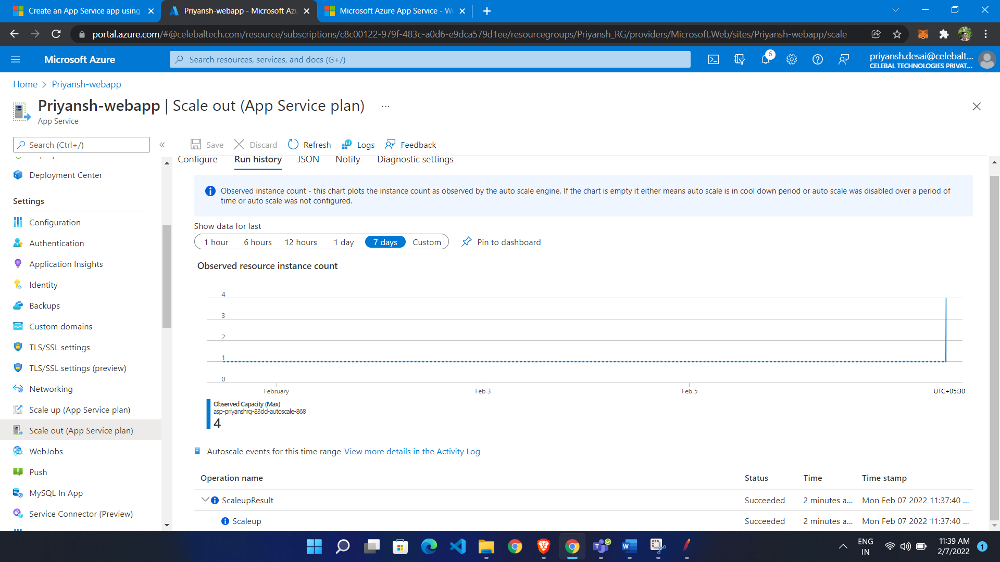 Create an App Service app using
Priyansh-webapp - Microsoft Azu
Microsoft Azure App Service - We
portal.azure.com/#@celebaltech.com/resource/subscriptions/c8c00122-979f-483c-a0d6-e9dca579d1ee/resourcegroups/Priyansh_RG/providers/Microsoft.Web/sites/Priyansh-webapp/scale
Microsoft Azure
Search resources, services, and docs (G+/)
6
priyansh.desai@celebalt...
CELEBAL TECHNOLOGIES PRIVAT...
Home > Priyansh-webapp
Priyansh-webapp | Scale out (App Service plan) ...
App Service
Search (Ctrl+/)
Save
Discard
Refresh
Logs
Feedback
Deployment Center
Settings
Configuration
Authentication
Application Insights
Identity
Backups
Custom domains
TLS/SSL settings
TLS/SSL settings (preview)
Networking
Scale up (App Service plan)
Scale out (App Service plan)
WebJobs
Push
MySQL In App
Service Connector (Preview)
Configure
Run history
JSON
Notify
Diagnostic settings
Observed instance count - this chart plots the instance count as observed by the auto scale engine. If the chart is empty it either means auto scale is in cool down period or auto scale was disabled over a period of
time or auto scale was not configured.
Show data for last
1 hour
6 hours
12 hours
1 day
7 days
Custom
Pin to dashboard
Observed resource instance count
4
3
2
1
0
February
Feb 3
Feb 5
UTC+05:30
Observed Capacity (Max)
asp-priyanshrg-83dd-autoscale-868
4
Autoscale events for this time range View more details in the Activity Log
Operation name Status Time Time stamp
ScaleupResult Succeeded 2 minutes a... Mon Feb 07 2022 11:37:40 ...
Scaleup Succeeded 2 minutes a... Mon Feb 07 2022 11:37:40 ...
ENG
IN
11:39 AM
2/7/2022
1